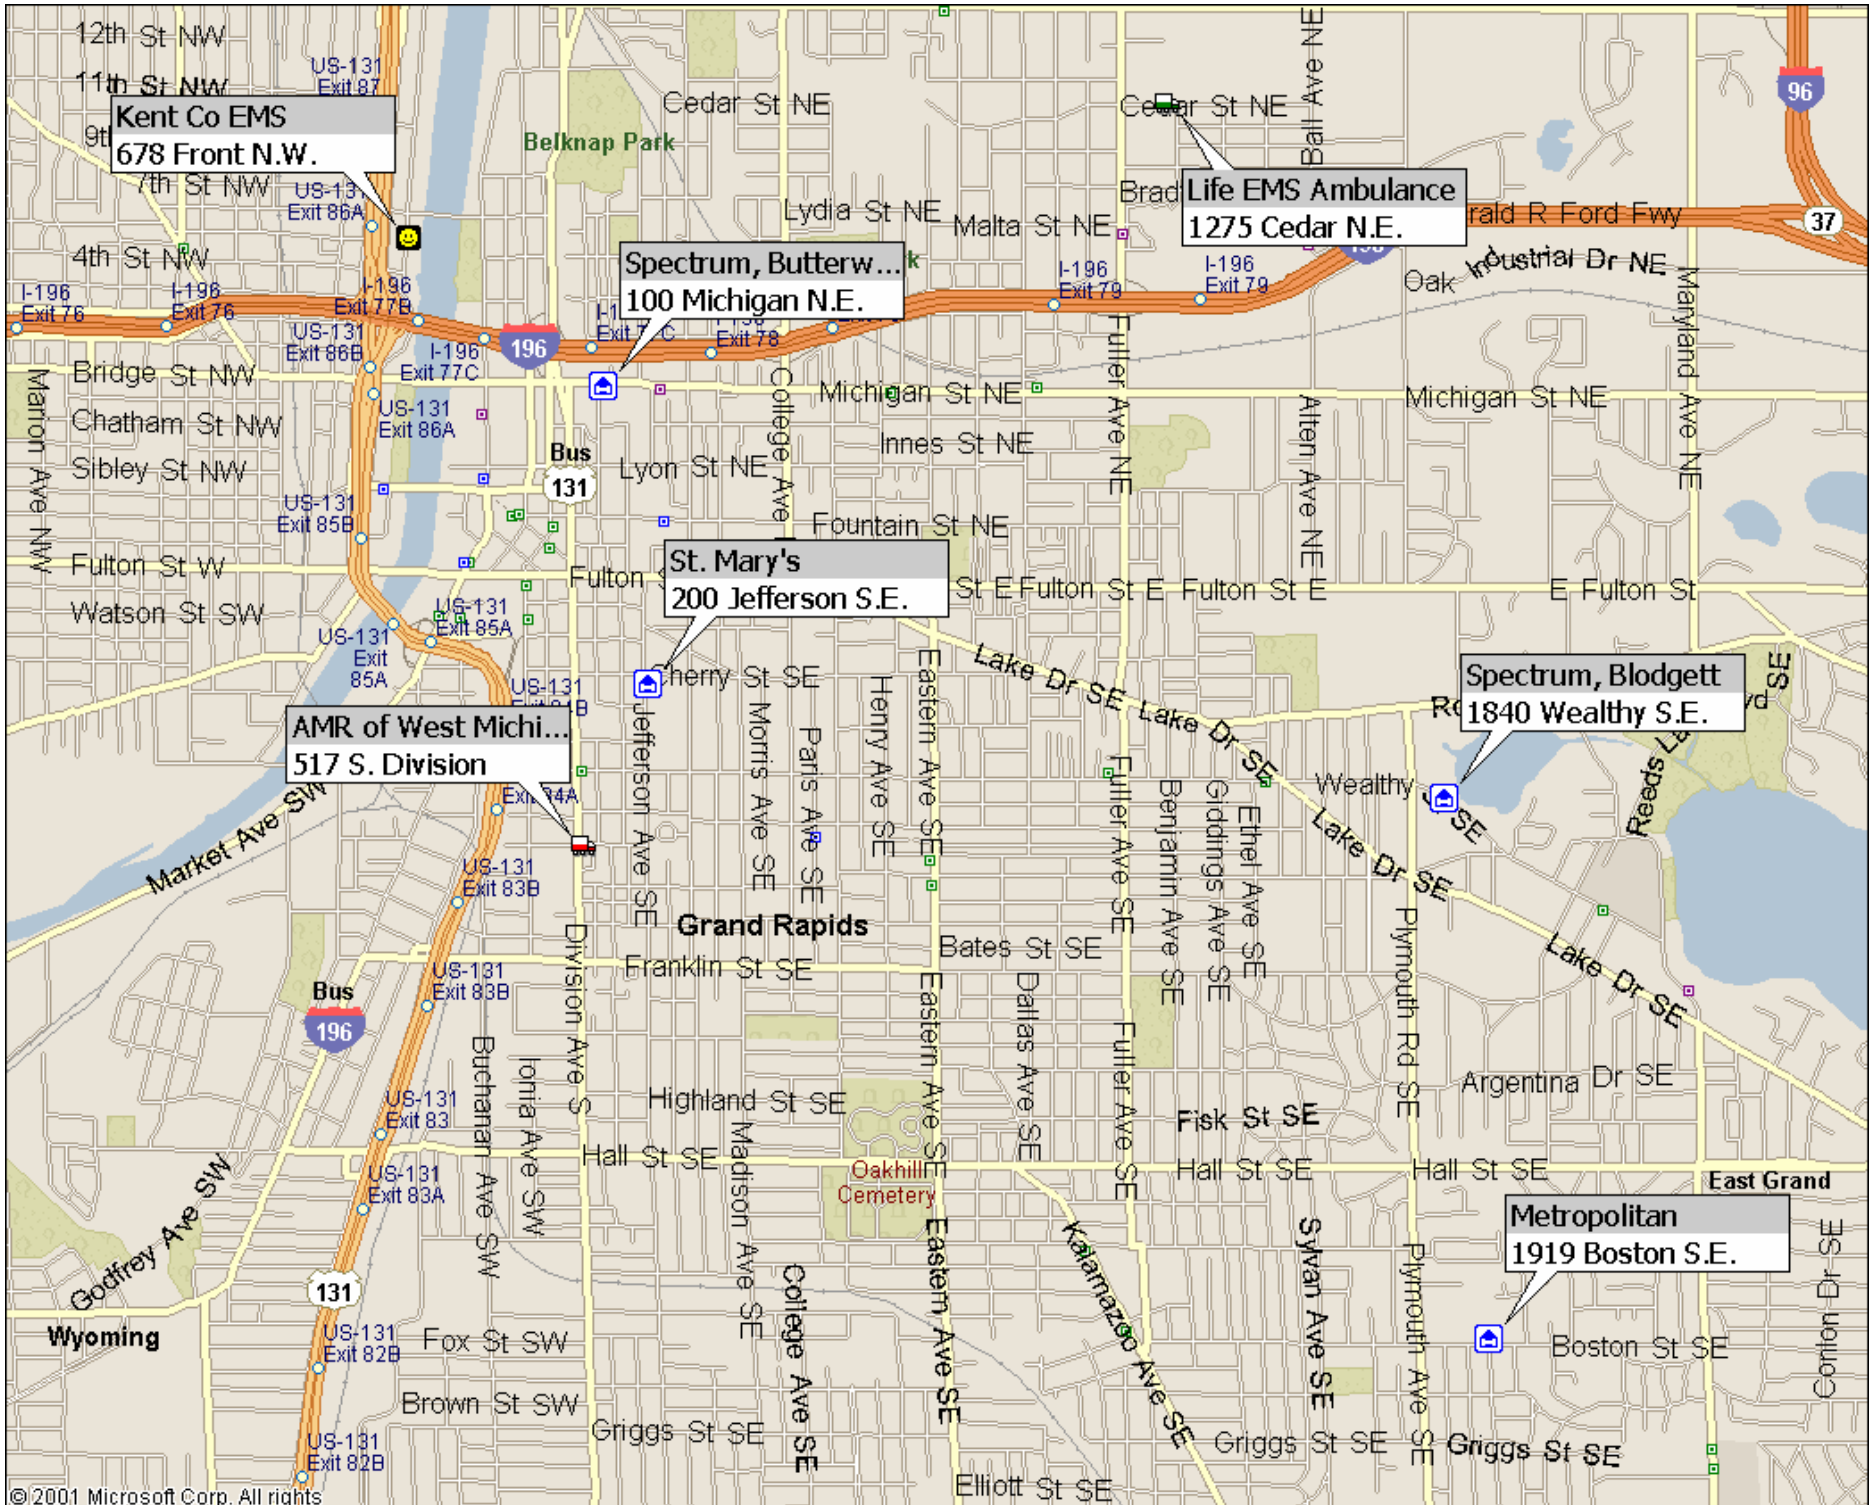 12th St NW
US-131
Exit 87
11th St NW
Kent Co EMS
678 Front N.W.
9th
7th St NW
US-131
Exit 86A
4th St NW
Cedar St NE
Belknap Park
Cedar St NE
Ball Ave NE
96
Life EMS Ambulance
1275 Cedar N.E.
Lydia St NE
Malta St NE
rald R Ford Fwy
37
Spectrum, Butterw...
100 Michigan N.E.
I-196
Exit 76
I-196
Exit 76
I-196
Exit 77B
I-196
Exit 79
I-196
Exit 79
Oak Industrial Dr NE
Maryland Ave NE
US-131
Exit 86B
I-196
Exit 77C
196
Exit 78
Bridge St NW
Marion Ave NW
US-131
Exit 86A
Chatham St NW
Sibley St NW
College Ave
Michigan St NE
Michigan St NE
Innes St NE
Fuller Ave NE
Alten Ave NE
Bus
131
Lyon St NE
US-131
Exit 85B
Fountain St NE
Fulton St W
Watson St SW
Fulton
St. Mary's
200 Jefferson S.E.
St E
Fulton St E
Fulton St E
E Fulton St
US-131
Exit 85A
US-131
Exit
85A
Cherry St SE
Lake Dr SE
Lake Dr SE
Spectrum, Blodgett
1840 Wealthy S.E.
US-131
AMR of West Michi...
517 S. Division
Jefferson Ave SE
Morris Ave SE
Paris Ave SE
Henry Ave SE
Eastern Ave SE
Fuller Ave SE
Benjamin Ave SE
Giddings Ave SE
Ethel Ave SE
Wealthy
SE
Reeds
SE
Lake Dr SE
Market Ave SW
US-131
Exit 83B
Grand Rapids
Bates St SE
Franklin St SE
Division Ave S
US-131
Exit 83B
Bus
196
Eastern Ave SE
Dallas Ave SE
Fuller Ave SE
Plymouth Rd SE
Lake Dr SE
Argentina Dr SE
Buchanan Ave SW
Ionia Ave SW
US-131
Exit 83
Highland St SE
Fisk St SE
Hall St SE
Oakhill
Cemetery
Hall St SE
Hall St SE
East Grand
US-131
Exit 83A
Godfrey Ave SW
Madison Ave SE
Metropolitan
1919 Boston S.E.
131
Wyoming
US-131
Exit 82B
Fox St SW
College Ave SE
Eastern Ave SE
Kalamazoo Ave SE
Sylvan Ave SE
Plymouth Ave SE
Boston St SE
Conlon Dr SE
Brown St SW
US-131
Exit 82B
Griggs St SE
Griggs St SE
Griggs St SE
Elliott St SE
© 2001 Microsoft Corp. All rights